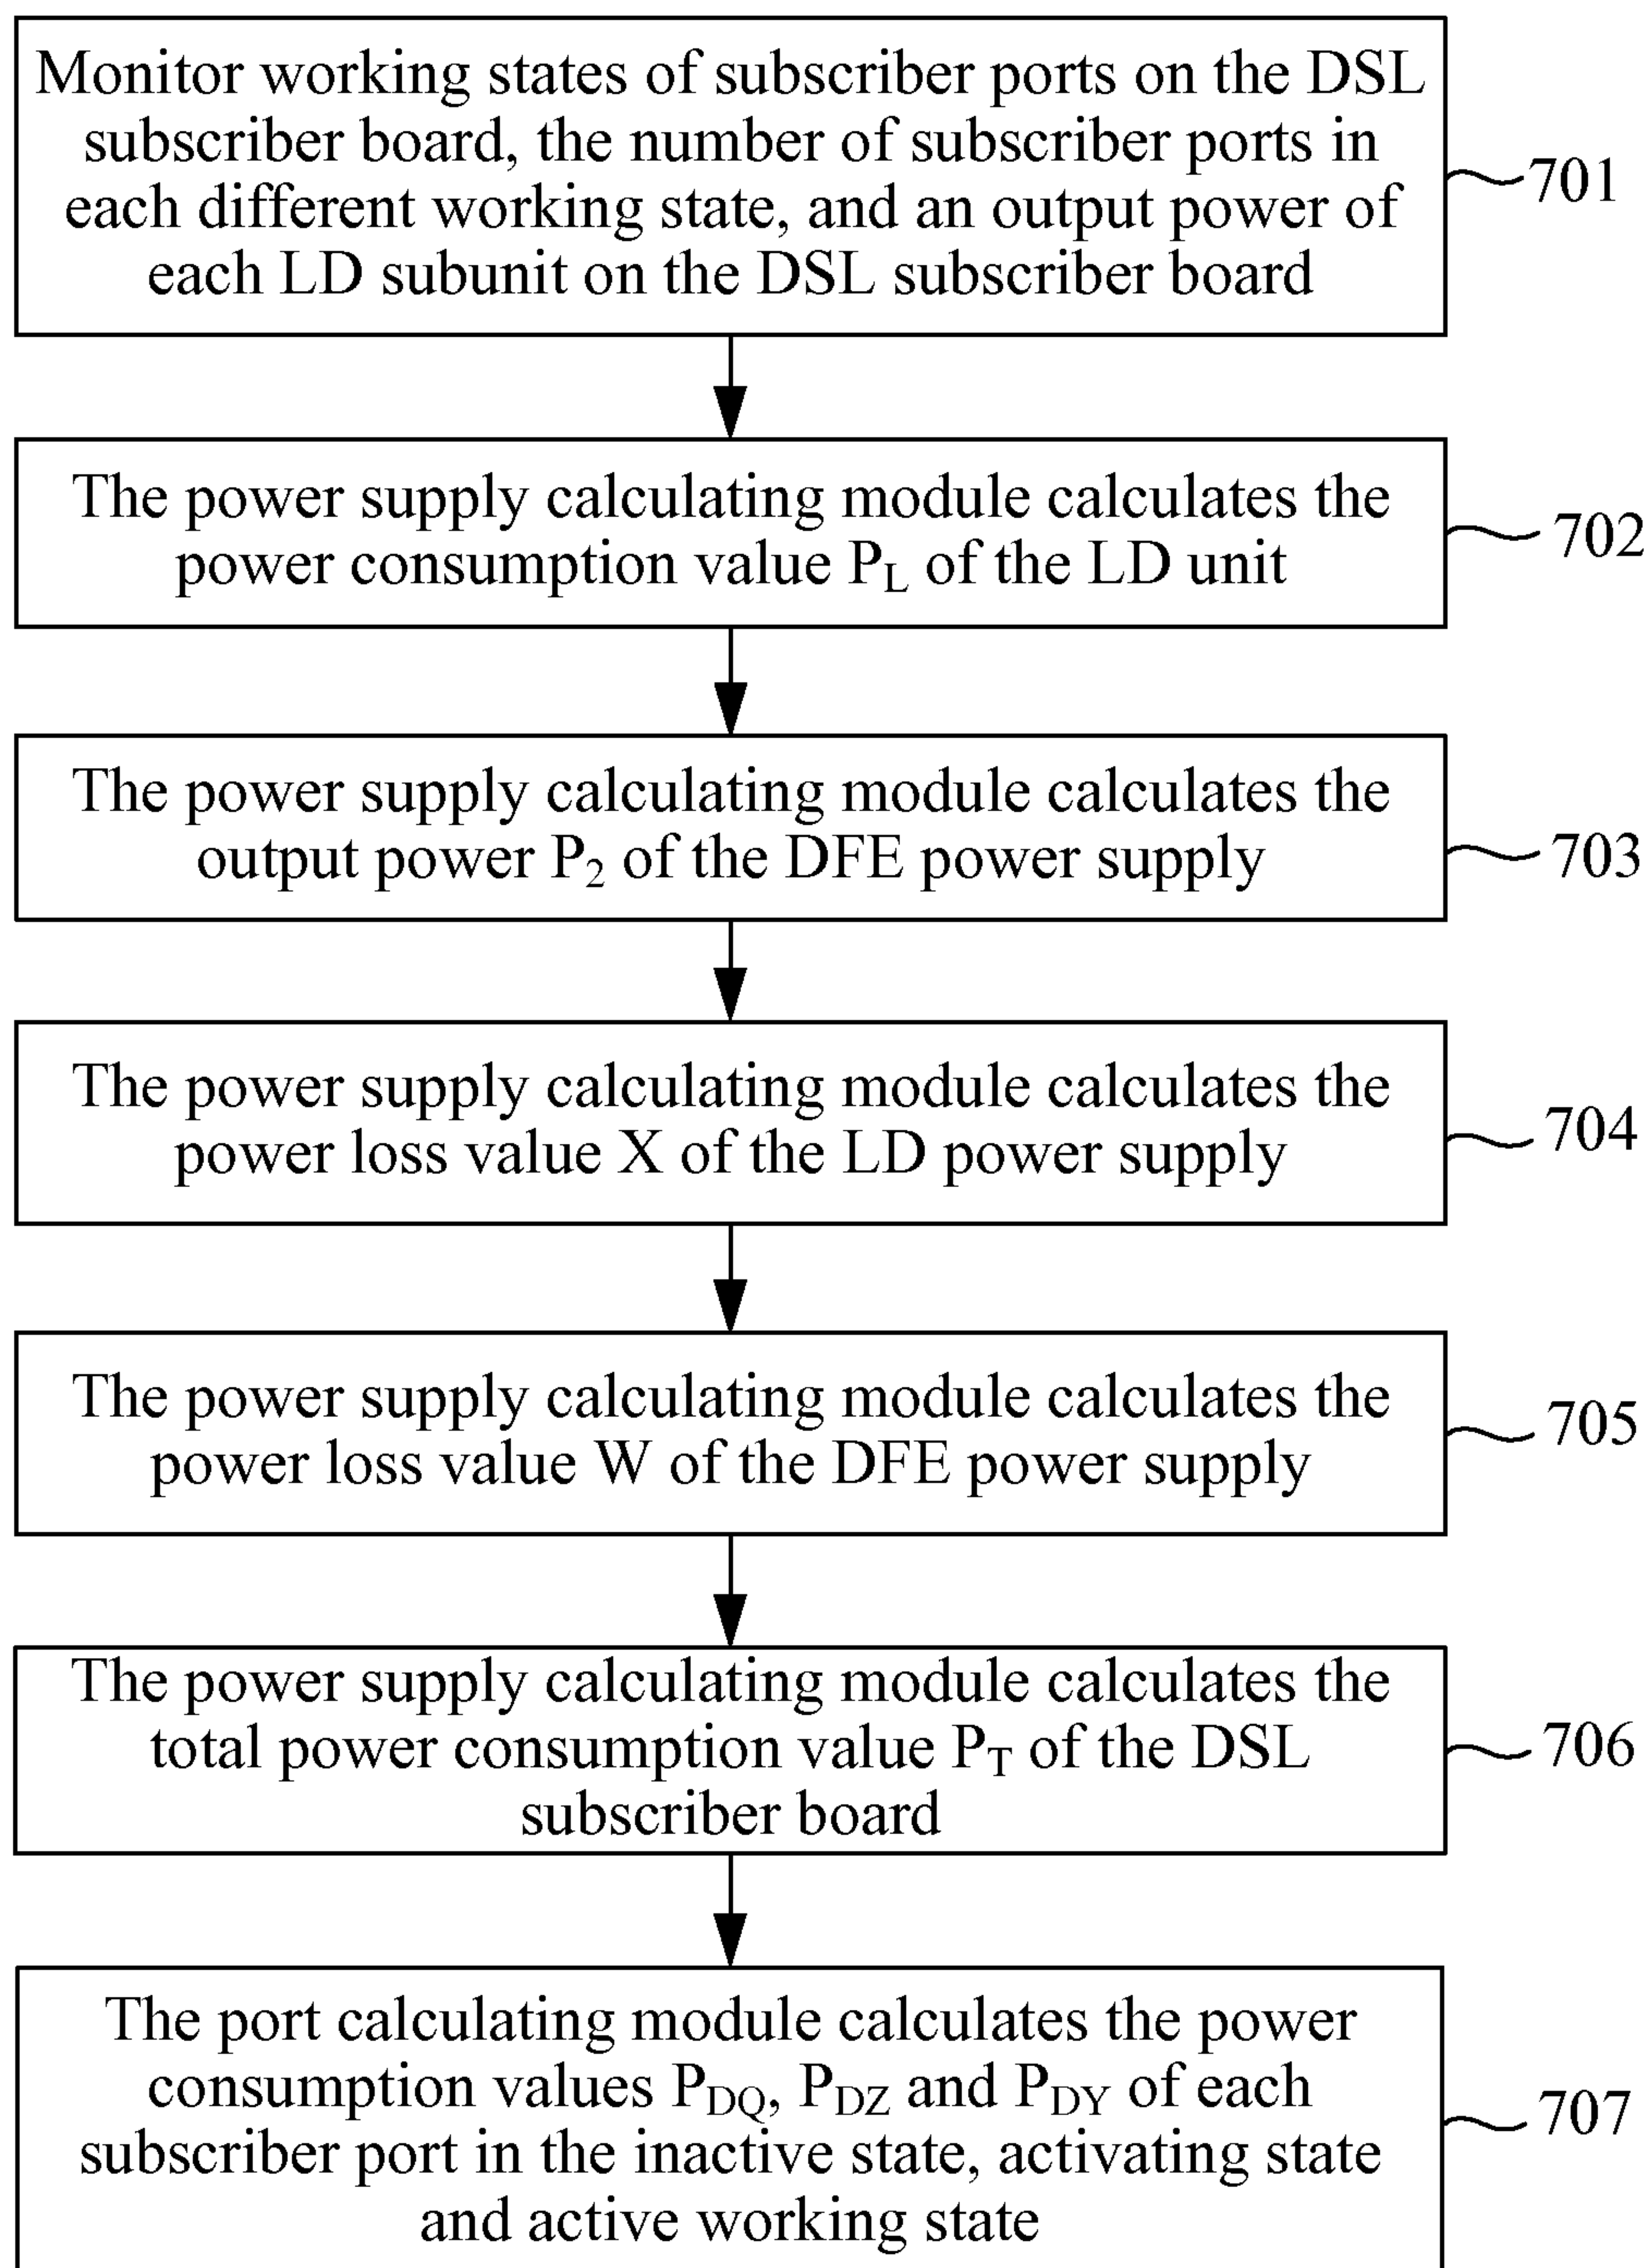 Monitor working states of subscriber ports on the DSL
subscriber board, the number of subscriber ports in
each different working state, and an output power of
each LD subunit on the DSL subscriber board
701
The power supply calculating module calculates the
power consumption value P_L of the LD unit
702
The power supply calculating module calculates the
output power P_2 of the DFE power supply
703
The power supply calculating module calculates the
power loss value X of the LD power supply
704
The power supply calculating module calculates the
power loss value W of the DFE power supply
705
The power supply calculating module calculates the
total power consumption value P_T of the DSL
subscriber board
706
The port calculating module calculates the power
consumption values P_DQ, P_DZ and P_DY of each
subscriber port in the inactive state, activating state
and active working state
707